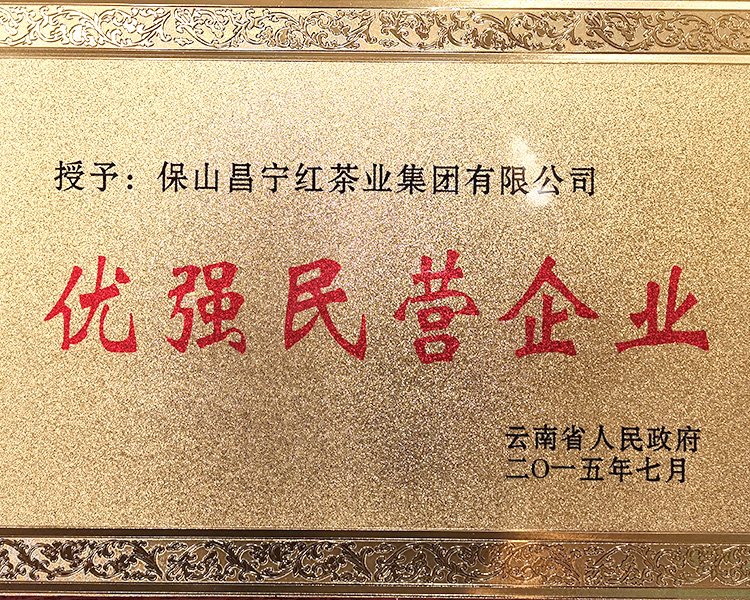 授予：保山昌宁红茶业集团有限公司
优强民营企业
云南省人民政府
二〇一五年七月